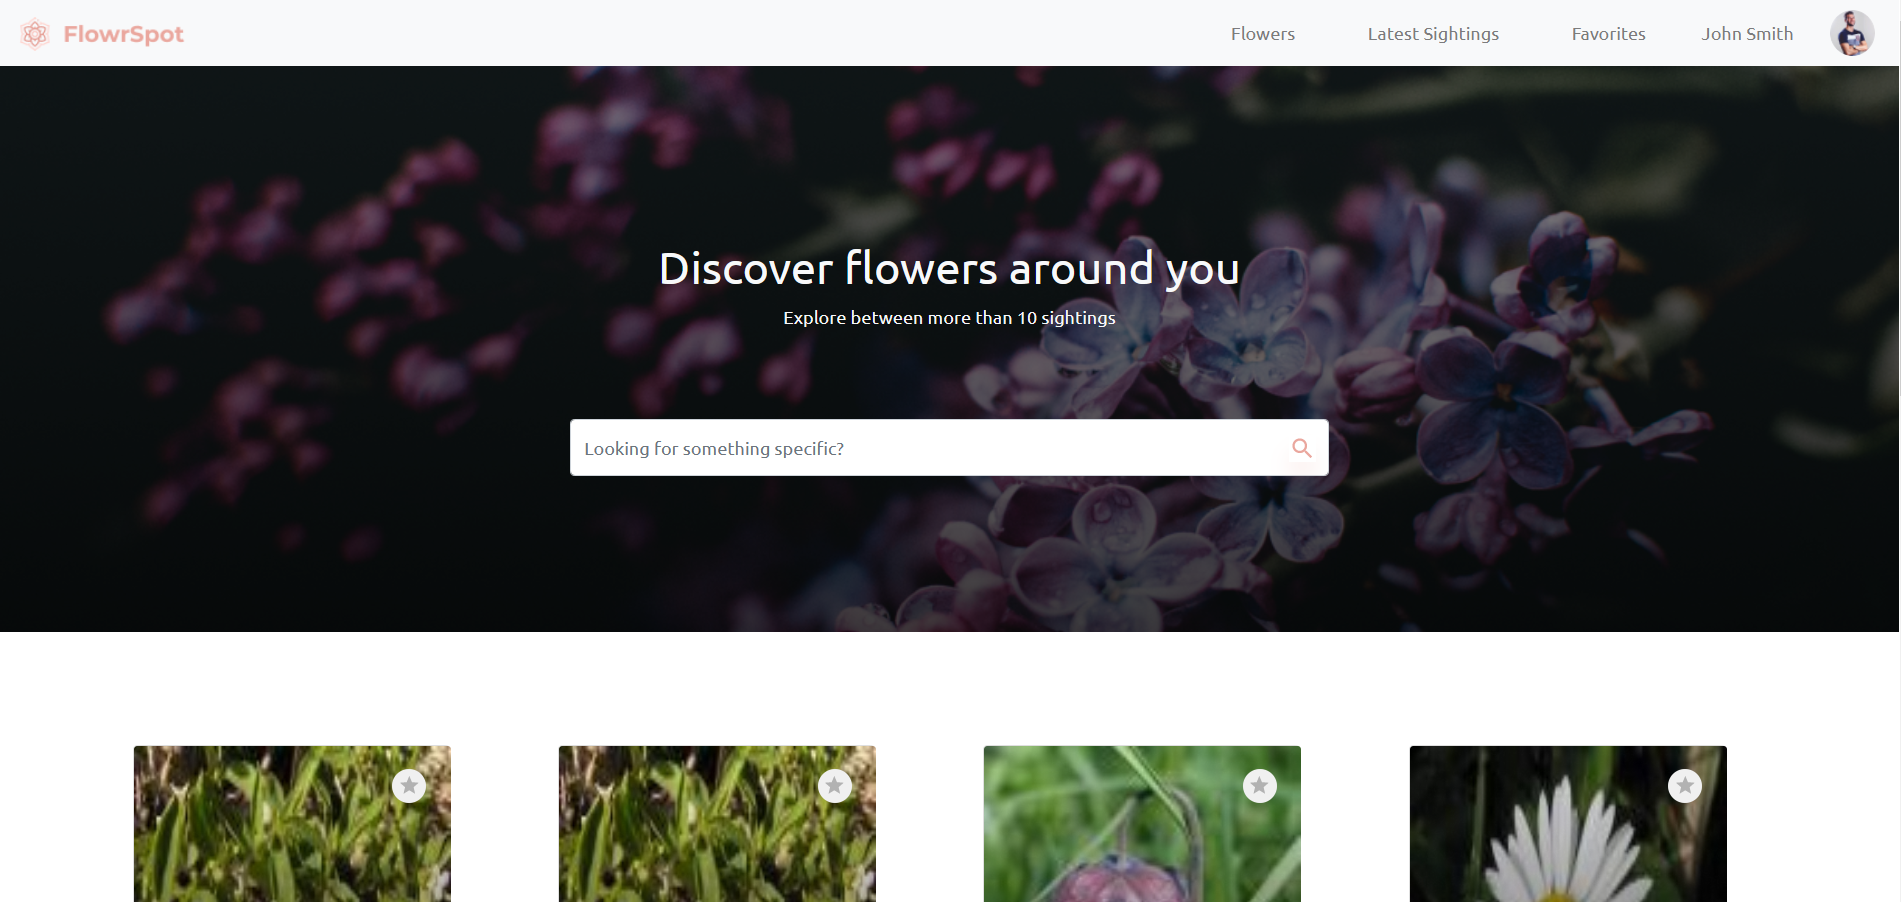 FlowrSpot
Flowers
Latest Sightings
Favorites
John Smith
Discover flowers around you
Explore between more than 10 sightings
Looking for something specific?